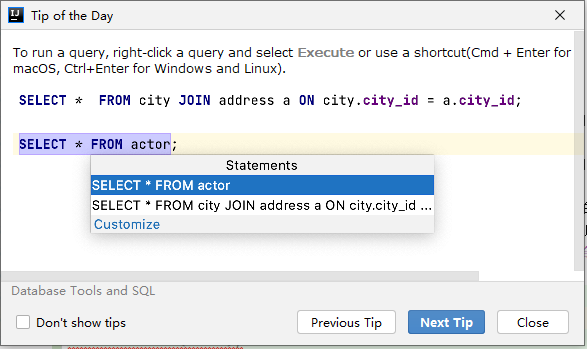 IJ Tip of the Day
To run a query, right-click a query and select Execute or use a shortcut(Cmd + Enter for
macOS, Ctrl+Enter for Windows and Linux).
SELECT * FROM city JOIN address a ON city.city_id = a.city_id;
SELECT * FROM actor;
Statements
SELECT * FROM actor
SELECT * FROM city JOIN address a ON city.city_id ...
Customize
Database Tools and SQL
Don't show tips
Previous Tip Next Tip Close